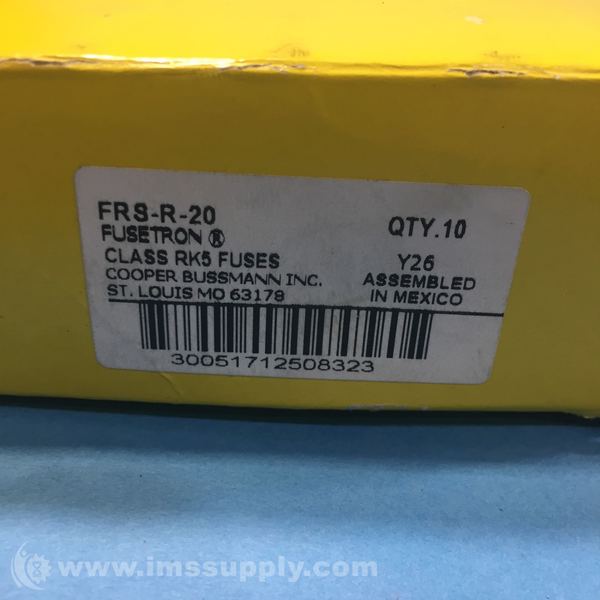 FRS-R-20
FUSETRON ®
CLASS RK5 FUSES
COOPER BUSSMANN INC.
ST. LOUIS MO 63178
QTY.10
Y26
ASSEMBLED
IN MEXICO
30051712508323
www.imssupply.com